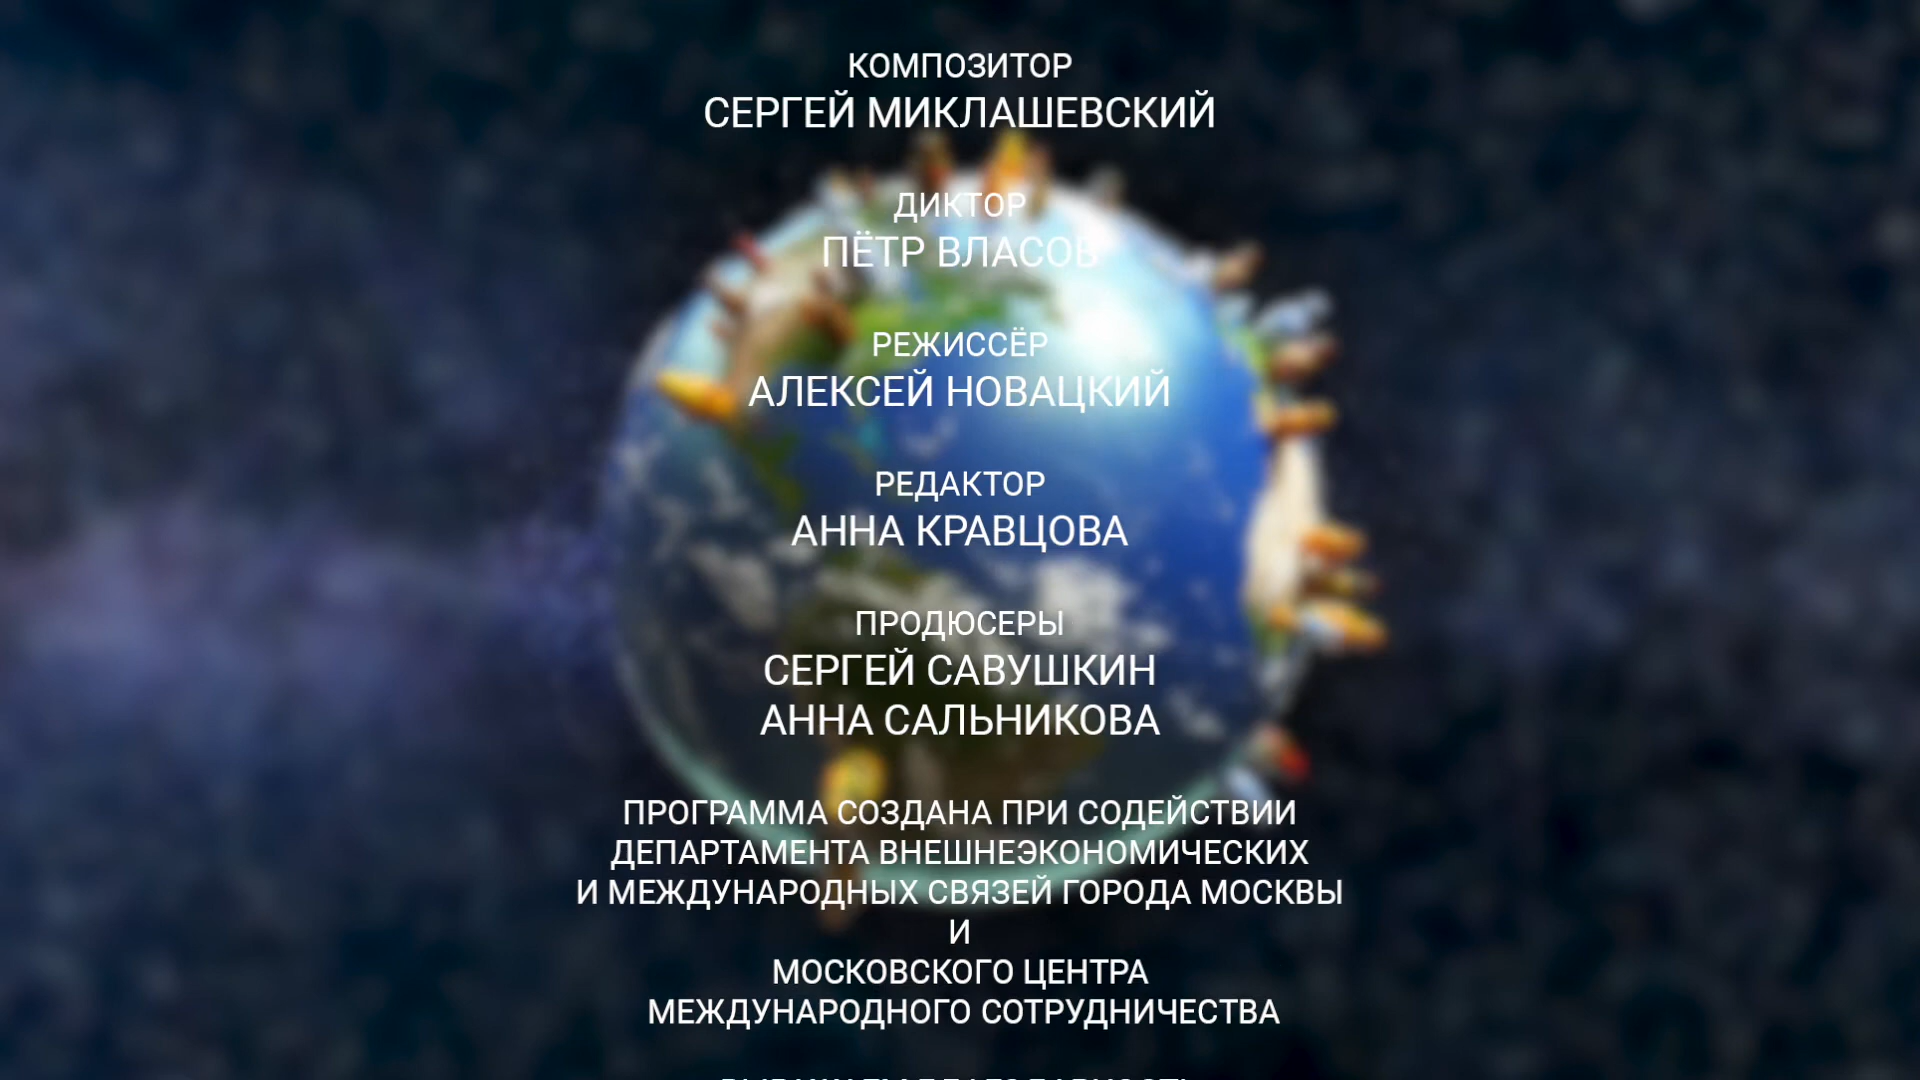 КОМПОЗИТОР
СЕРГЕЙ МИКЛАШЕВСКИЙ
ДИКТОР
ПЁТР ВЛАСОВ
РЕЖИССЁР
АЛЕКСЕЙ НОВАЦКИЙ
РЕДАКТОР
АННА КРАВЦОВА
ПРОДЮСЕРЫ
СЕРГЕЙ САВУШКИН
АННА САЛЬНИКОВА
ПРОГРАММА СОЗДАНА ПРИ СОДЕЙСТВИИ
ДЕПАРТАМЕНТА ВНЕШНЕЭКОНОМИЧЕСКИХ
И МЕЖДУНАРОДНЫХ СВЯЗЕЙ ГОРОДА МОСКВЫ
И
МОСКОВСКОГО ЦЕНТРА
МЕЖДУНАРОДНОГО СОТРУДНИЧЕСТВА